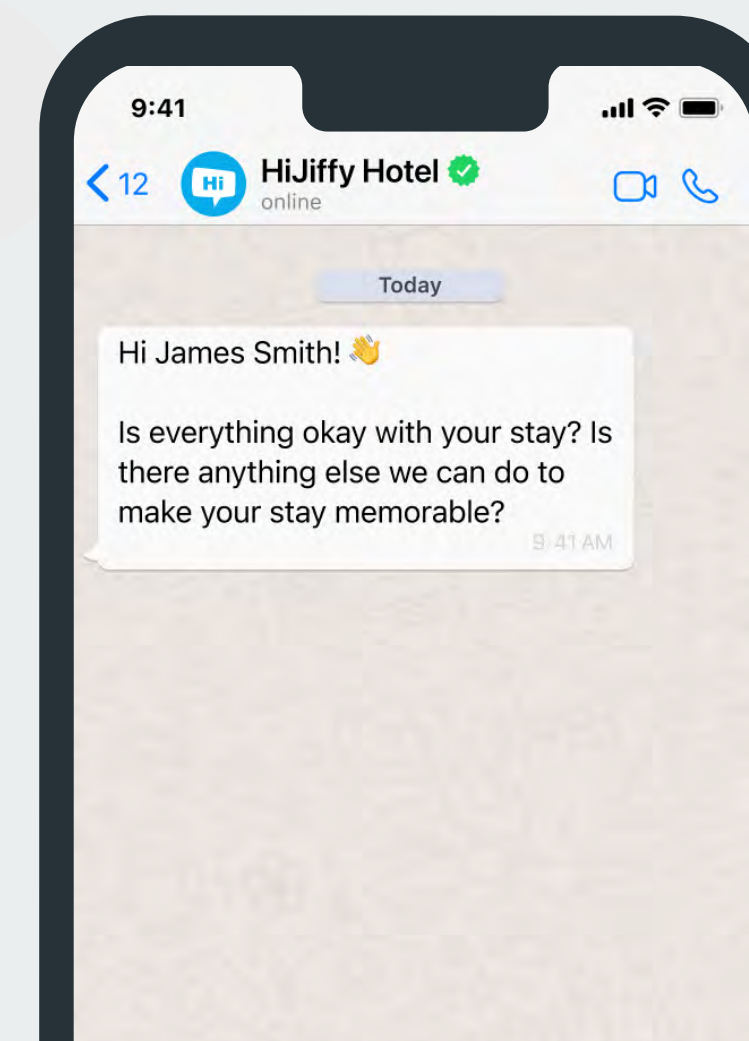 9:41
12
Hi
HiJiffy Hotel
online
Today
Hi James Smith! 👋
Is everything okay with your stay? Is
there anything else we can do to
make your stay memorable?
9:41 AM